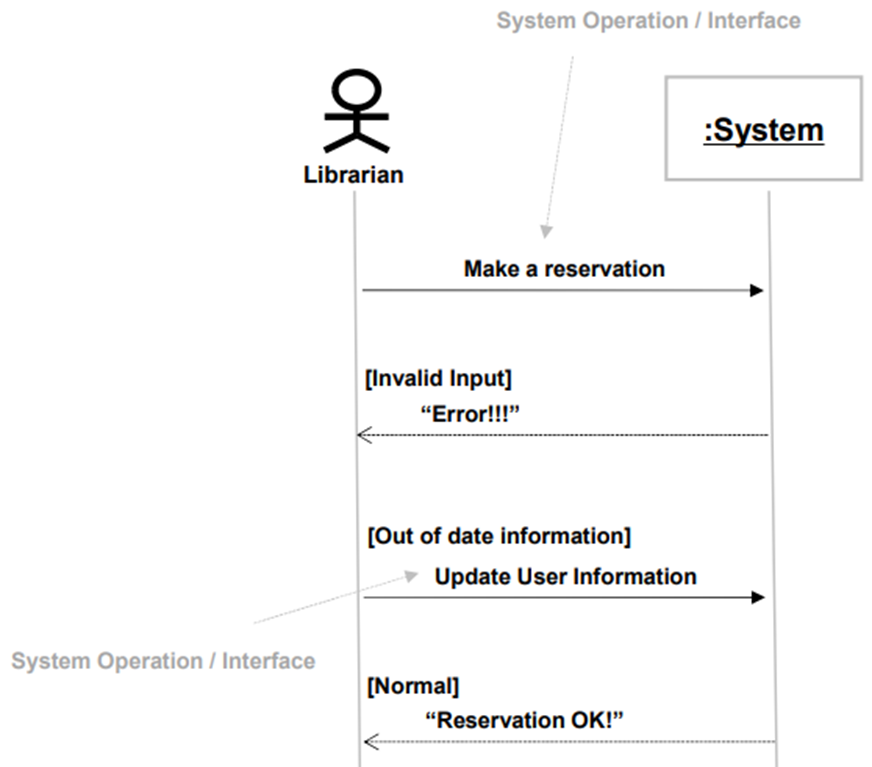 System Operation / Interface
:System
Librarian
Make a reservation
[Invalid Input]
“Error!!!”
[Out of date information]
Update User Information
System Operation / Interface
[Normal]
“Reservation OK!”